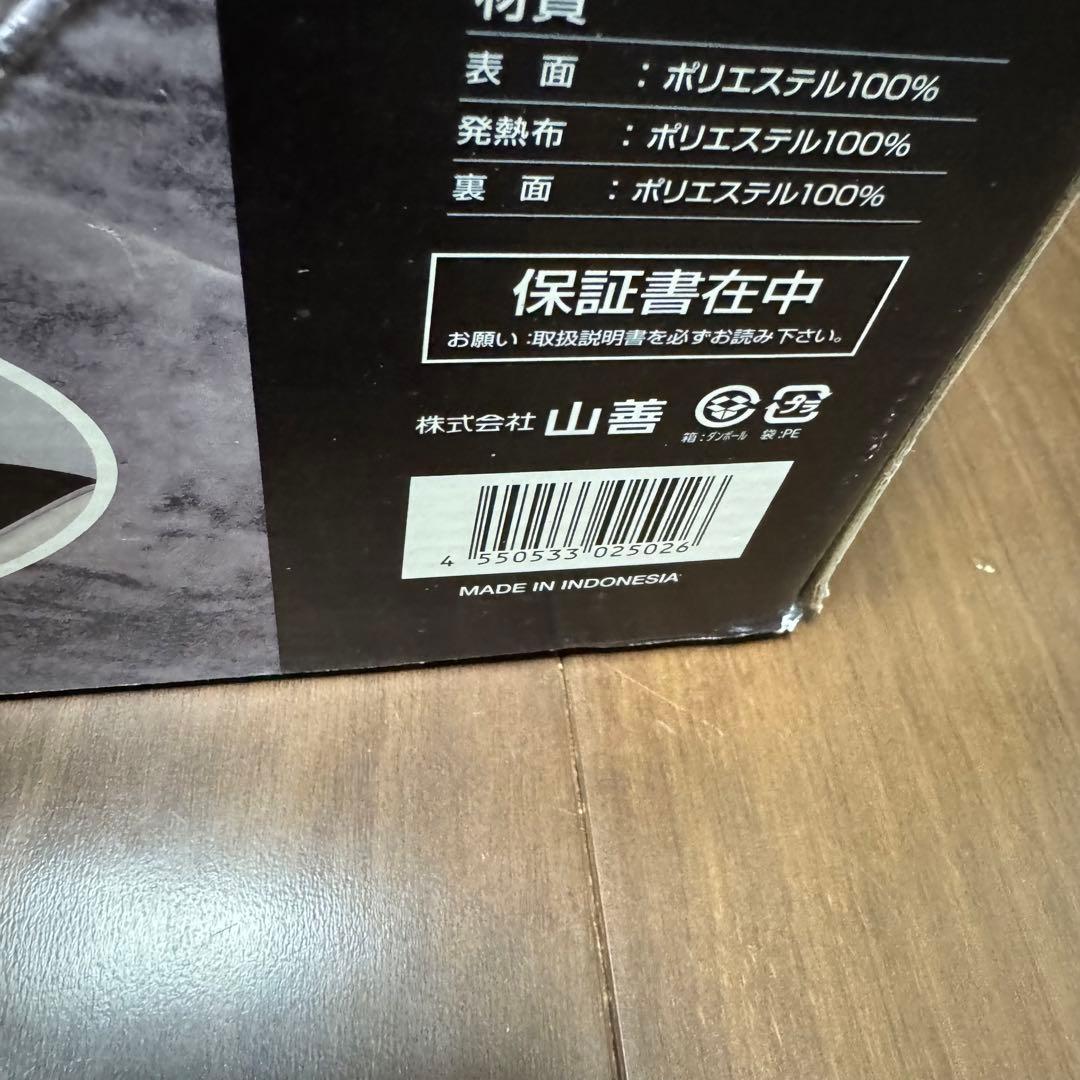 材質
表 面 : ポリエステル100%
発熱布 : ポリエステル100%
裏 面 : ポリエステル100%
保証書在中
お願い:取扱説明書を必ずお読み下さい。
株式会社 山善
プラ
箱:ダンボール 袋:PE
4 550533 025026
MADE IN INDONESIA